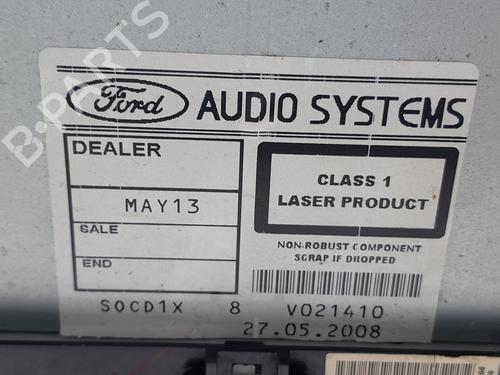 Ford AUDIO SYSTEMS
DEALER
MAY13
SALE
END
CLASS 1
LASER PRODUCT
NON-ROBUST COMPONENT
SCRAP IF DROPPED
SOCD1X 8 V021410
27.05.2008
B-PARTS